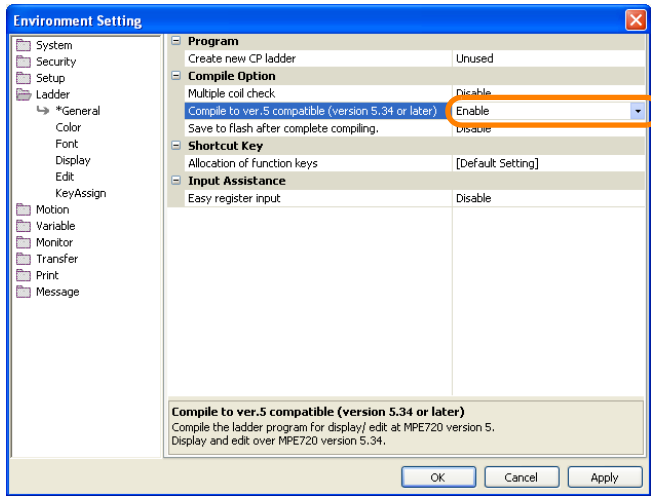 Environment Setting
System
Security
Setup
Ladder
*General
Color
Font
Display
Edit
KeyAssign
Motion
Variable
Monitor
Transfer
Print
Message
Program
Create new CP ladder Unused
Compile Option
Multiple coil check Disable
Compile to ver.5 compatible (version 5.34 or later) Enable
Save to flash after complete compiling. Disable
Shortcut Key
Allocation of function keys [Default Setting]
Input Assistance
Easy register input Disable
Compile to ver.5 compatible (version 5.34 or later)
Compile the ladder program for display/ edit at MPE720 version 5.
Display and edit over MPE720 version 5.34.
OK Cancel Apply